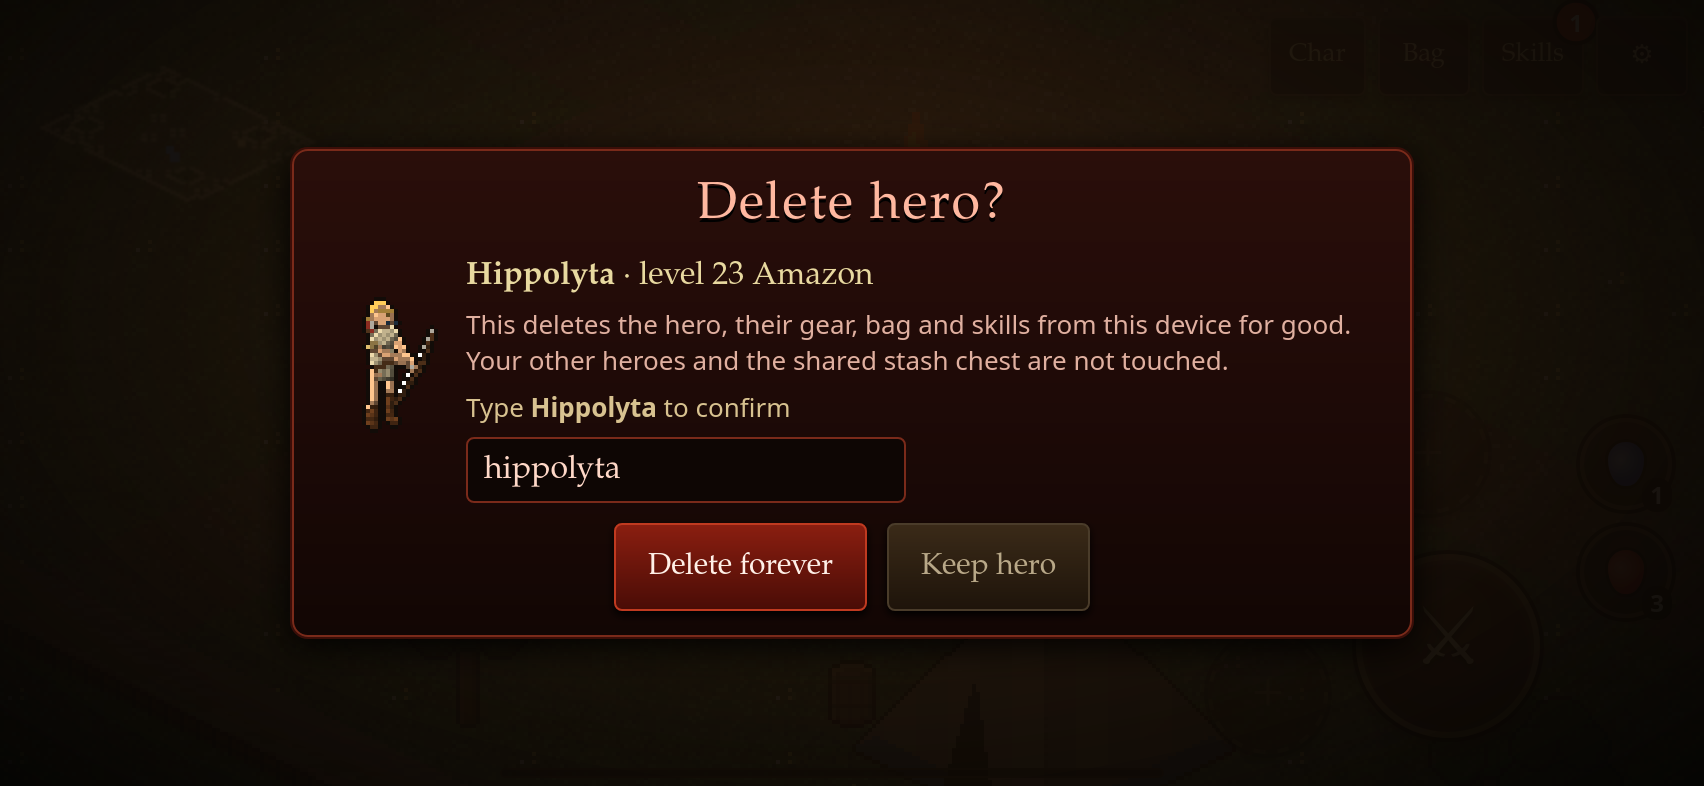 Char Bag Skills 1
Delete hero?
Hippolyta · level 23 Amazon
This deletes the hero, their gear, bag and skills from this device for good.
Your other heroes and the shared stash chest are not touched.
Type Hippolyta to confirm
hippolyta
Delete forever Keep hero
1
3